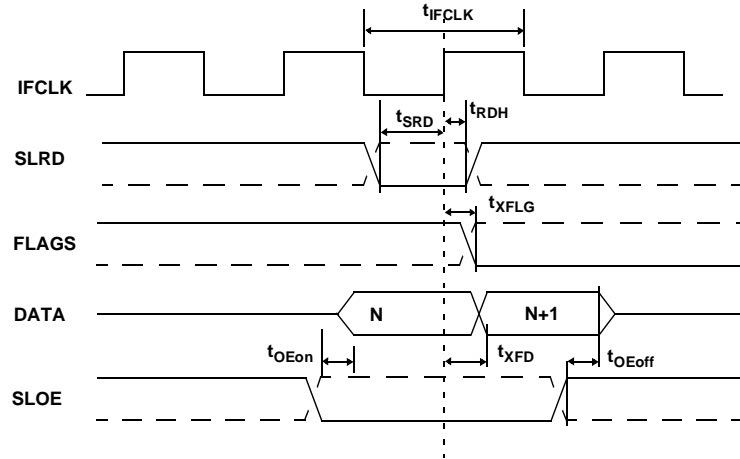 tIFCLK
IFCLK
tSRD
tRDH
SLRD
tXFLG
FLAGS
DATA
N
N+1
tOEon
tXFD
tOEoff
SLOE